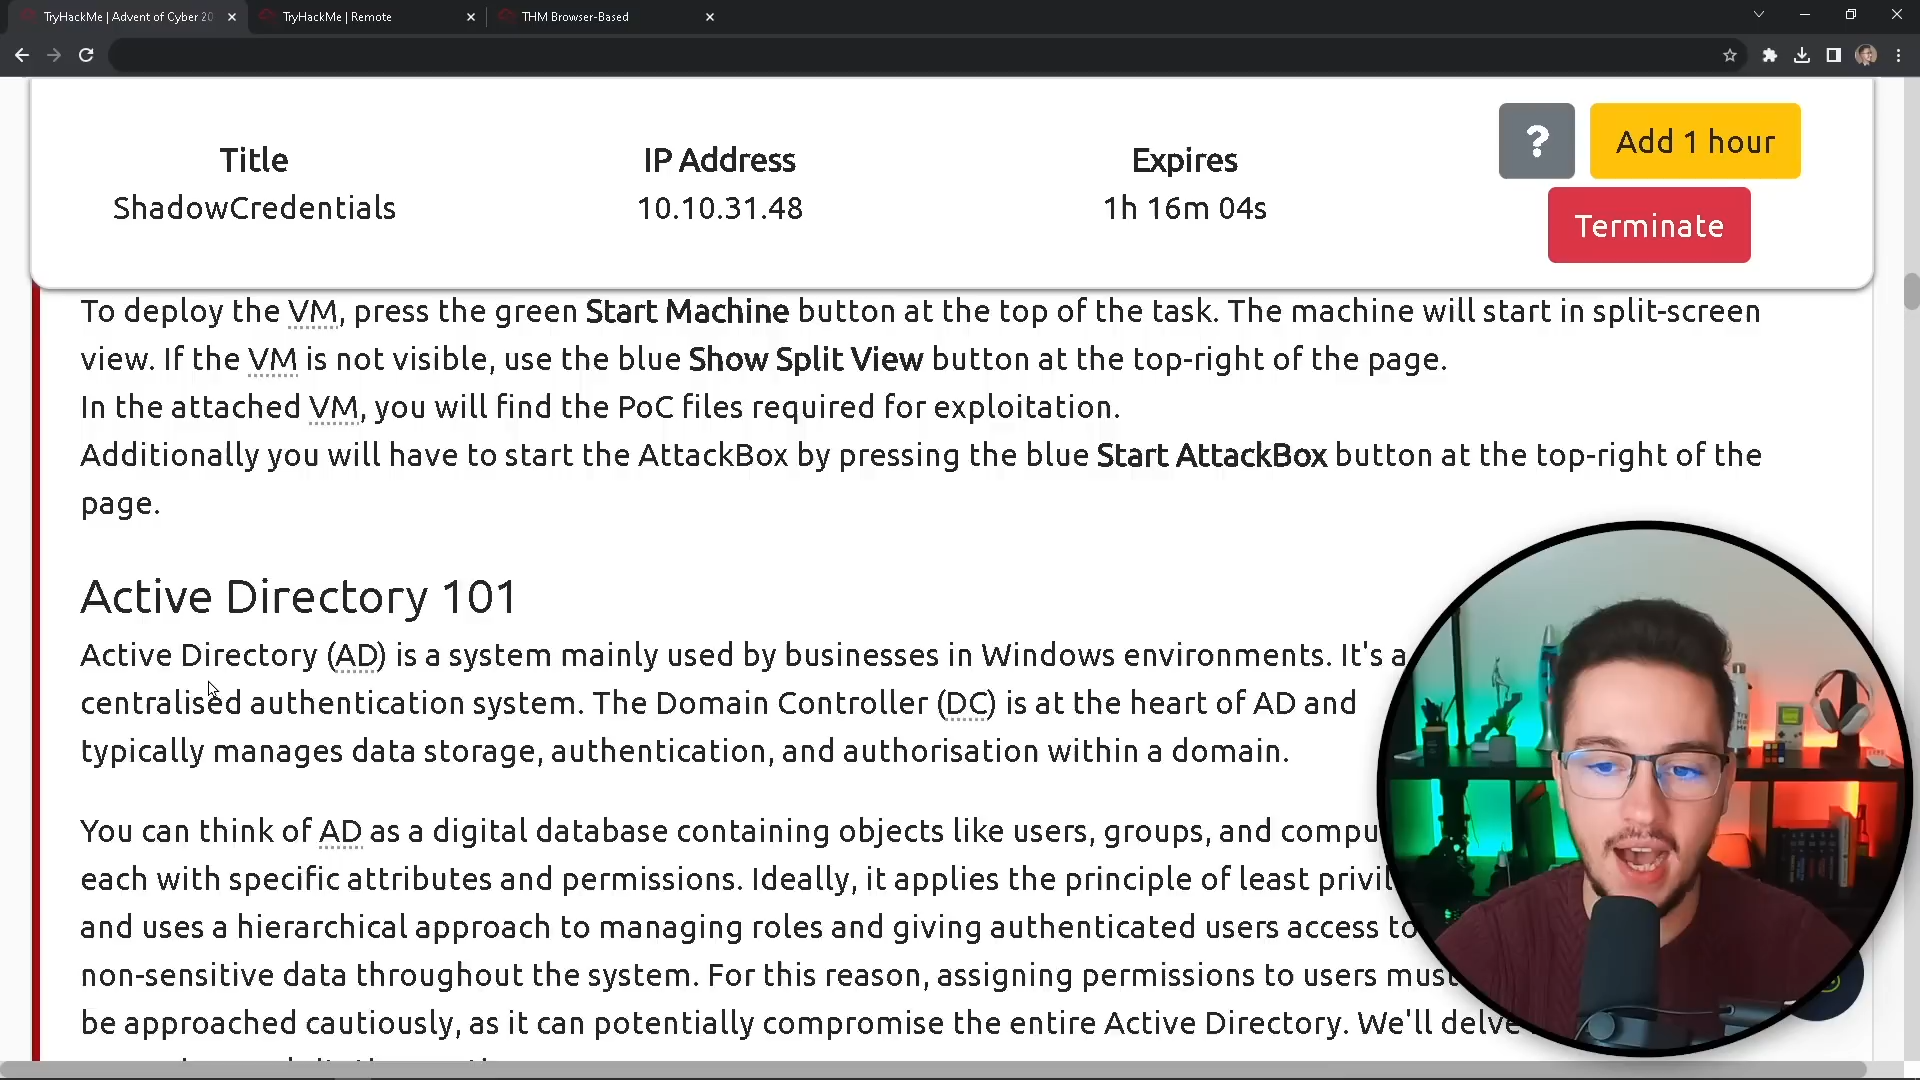 TryHackMe | Advent of Cyber 20
TryHackMe | Remote
THM Browser-Based
Title
IP Address
Expires
?
Add 1 hour
ShadowCredentials
10.10.31.48
1h 16m 04s
Terminate
To deploy the VM, press the green Start Machine button at the top of the task. The machine will start in split-screen
view. If the VM is not visible, use the blue Show Split View button at the top-right of the page.
In the attached VM, you will find the PoC files required for exploitation.
Additionally you will have to start the AttackBox by pressing the blue Start AttackBox button at the top-right of the
page.
Active Directory 101
Active Directory (AD) is a system mainly used by businesses in Windows environments. It's a
centralised authentication system. The Domain Controller (DC) is at the heart of AD and
typically manages data storage, authentication, and authorisation within a domain.
You can think of AD as a digital database containing objects like users, groups, and compu
each with specific attributes and permissions. Ideally, it applies the principle of least privil
and uses a hierarchical approach to managing roles and giving authenticated users access to
non-sensitive data throughout the system. For this reason, assigning permissions to users must
be approached cautiously, as it can potentially compromise the entire Active Directory. We'll delve